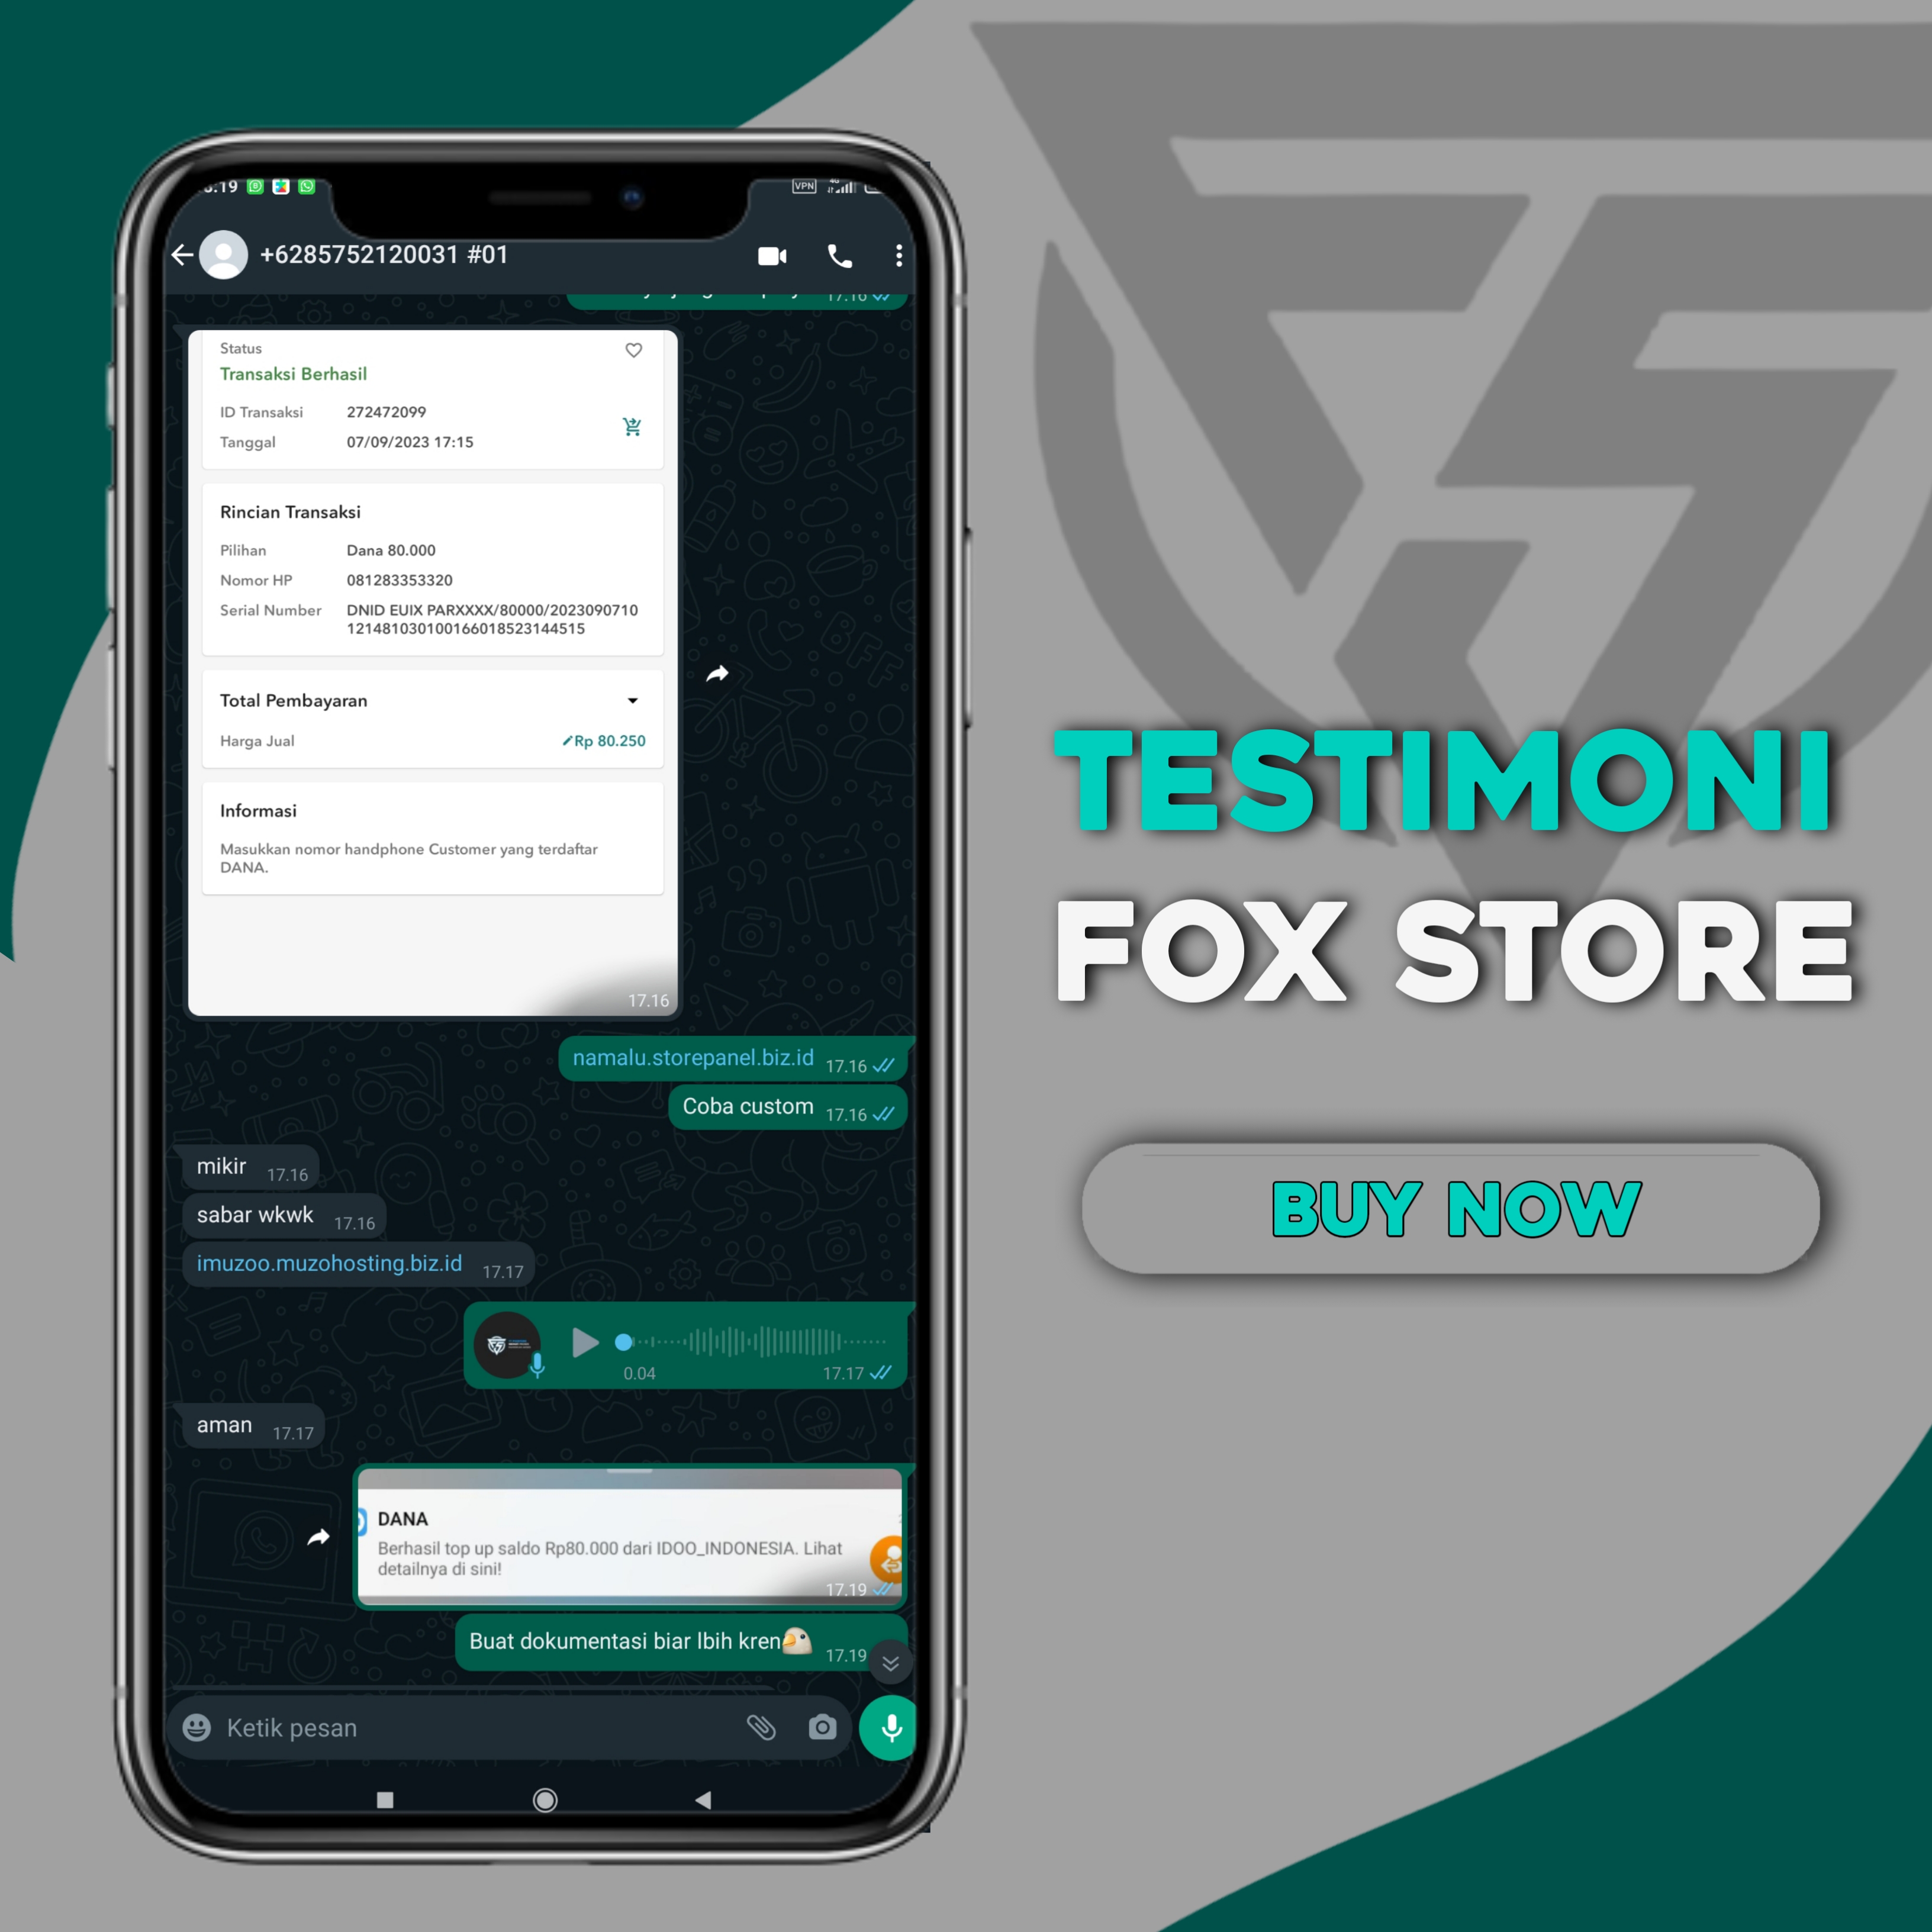 :19
VPN
4G
+6285752120031 #01
17.16
Status
Transaksi Berhasil
ID Transaksi 272472099
Tanggal 07/09/2023 17:15
Rincian Transaksi
Pilihan Dana 80.000
Nomor HP 081283353320
Serial Number DNID EUIX PARXXXX/80000/2023090710
121481030100166018523144515
Total Pembayaran
Harga Jual Rp 80.250
Informasi
Masukkan nomor handphone Customer yang terdaftar
DANA.
17.16
namalu.storepanel.biz.id 17.16
Coba custom 17.16
mikir 17.16
sabar wkwk 17.16
imuzoo.muzohosting.biz.id 17.17
0.04 17.17
aman 17.17
DANA
Berhasil top up saldo Rp80.000 dari IDOO_INDONESIA. Lihat
detailnya di sini!
17.19
Buat dokumentasi biar lbih kren 17.19
Ketik pesan
TESTIMONI
FOX STORE
BUY NOW